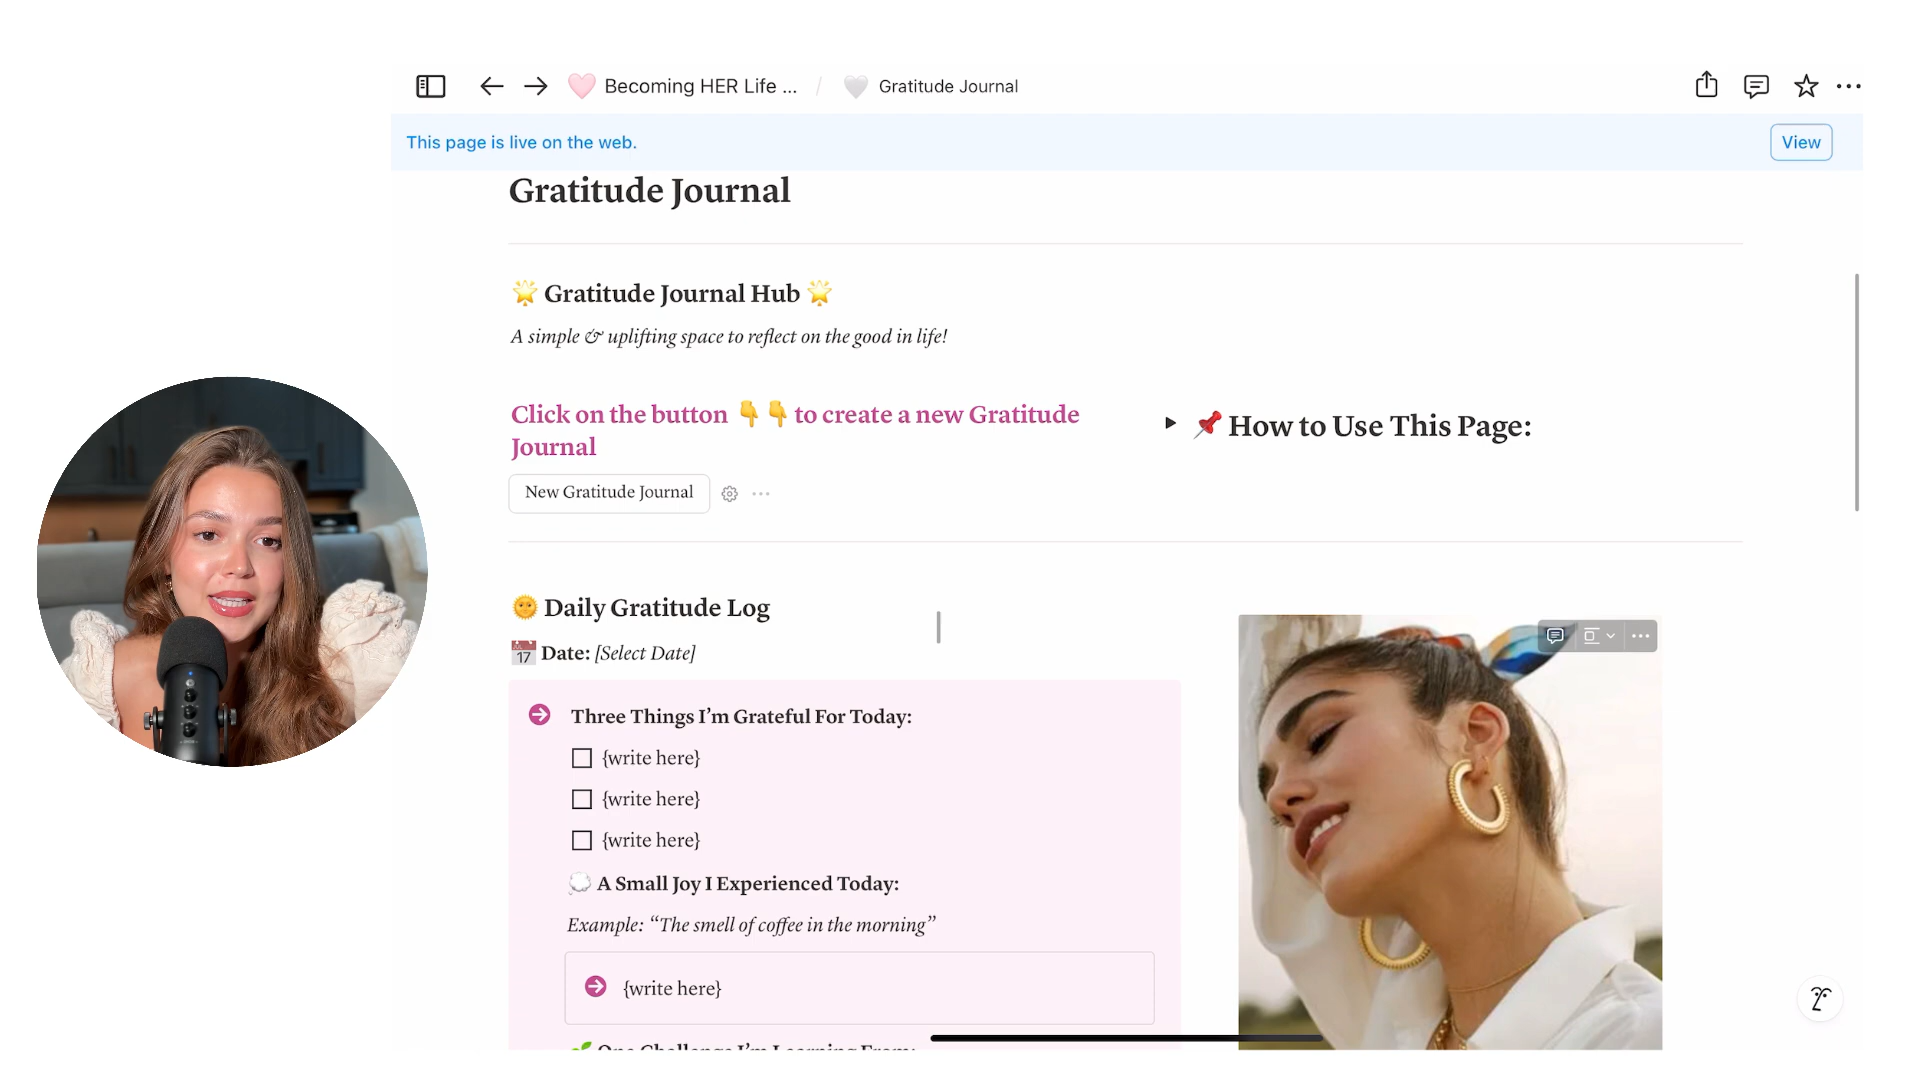 Becoming HER Life ... / Gratitude Journal
This page is live on the web.
View
Gratitude Journal
🌟 Gratitude Journal Hub 🌟
A simple & uplifting space to reflect on the good in life!
Click on the button 👇👇 to create a new Gratitude
Journal
New Gratitude Journal
📌 How to Use This Page:
🌞 Daily Gratitude Log
📅 Date: [Select Date]
Three Things I’m Grateful For Today:
{write here}
{write here}
{write here}
💭 A Small Joy I Experienced Today:
Example: “The smell of coffee in the morning”
{write here}
🌱 One Challenge I’m Learning From: